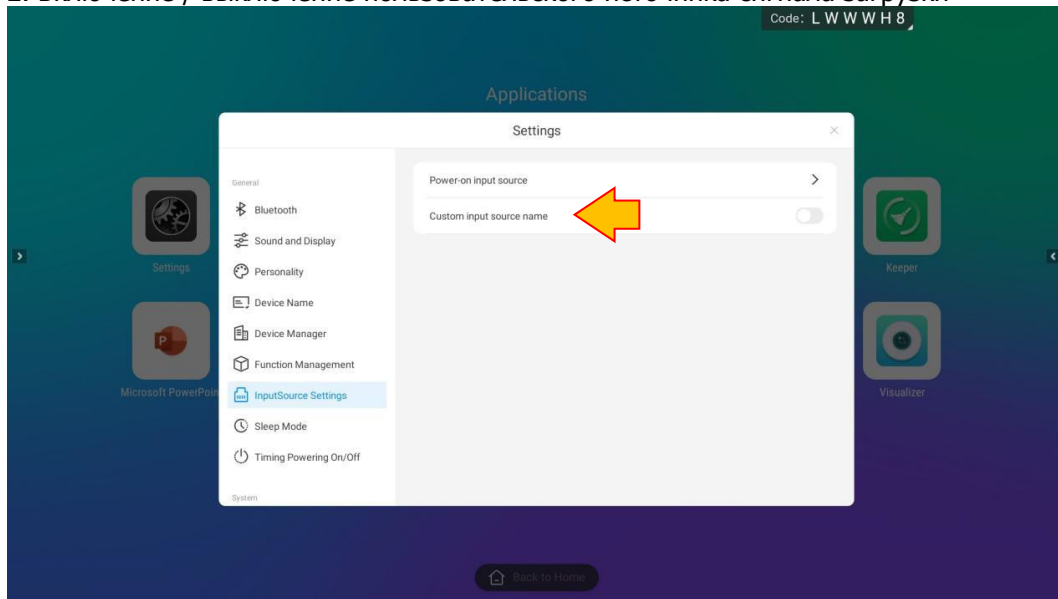 Code: LWWWH8
Applications
Settings
General
Bluetooth
Sound and Display
Personality
Device Name
Device Manager
Function Management
InputSource Settings
Sleep Mode
Timing Powering On/Off
System
Power-on input source
Custom input source name
Settings
Keeper
Microsoft PowerPoin
Visualizer
Back to Home